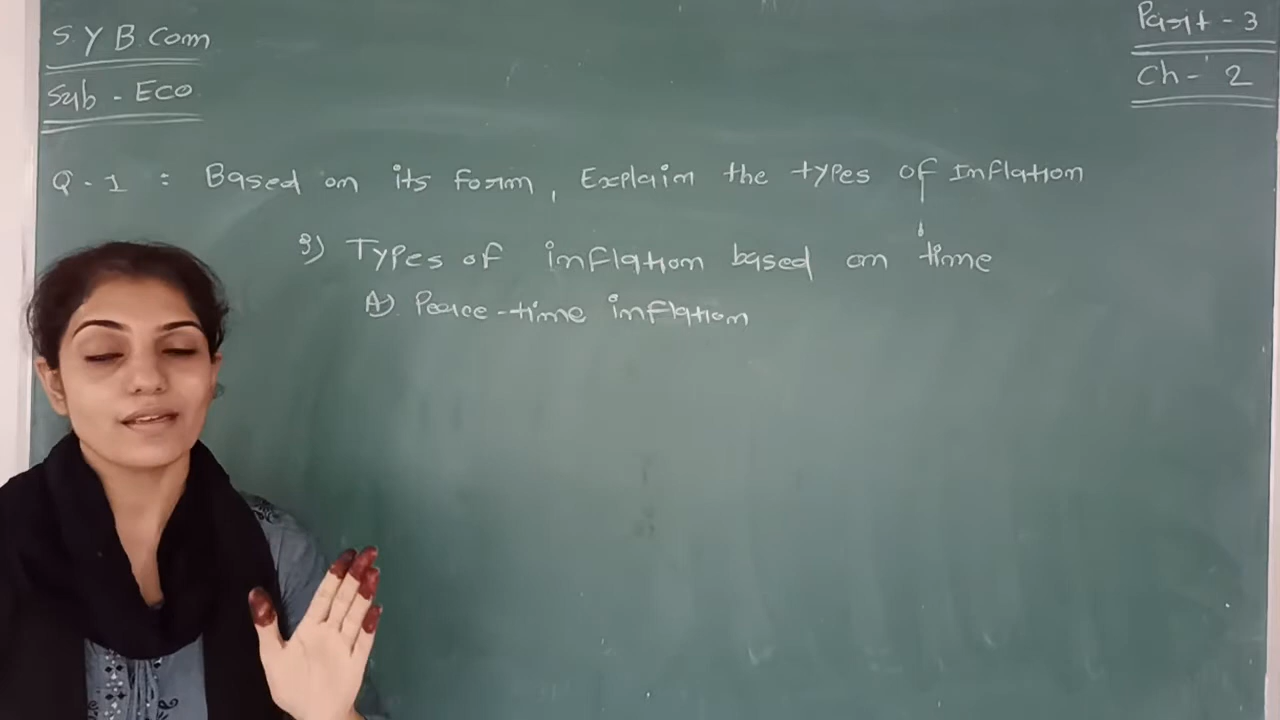 S.Y B.Com
Sub - Eco
Part - 3
Ch - 2
Q-1 : Based on its form, Explain the types of Inflation
3) Types of inflation based on time
A) Peace-time inflation